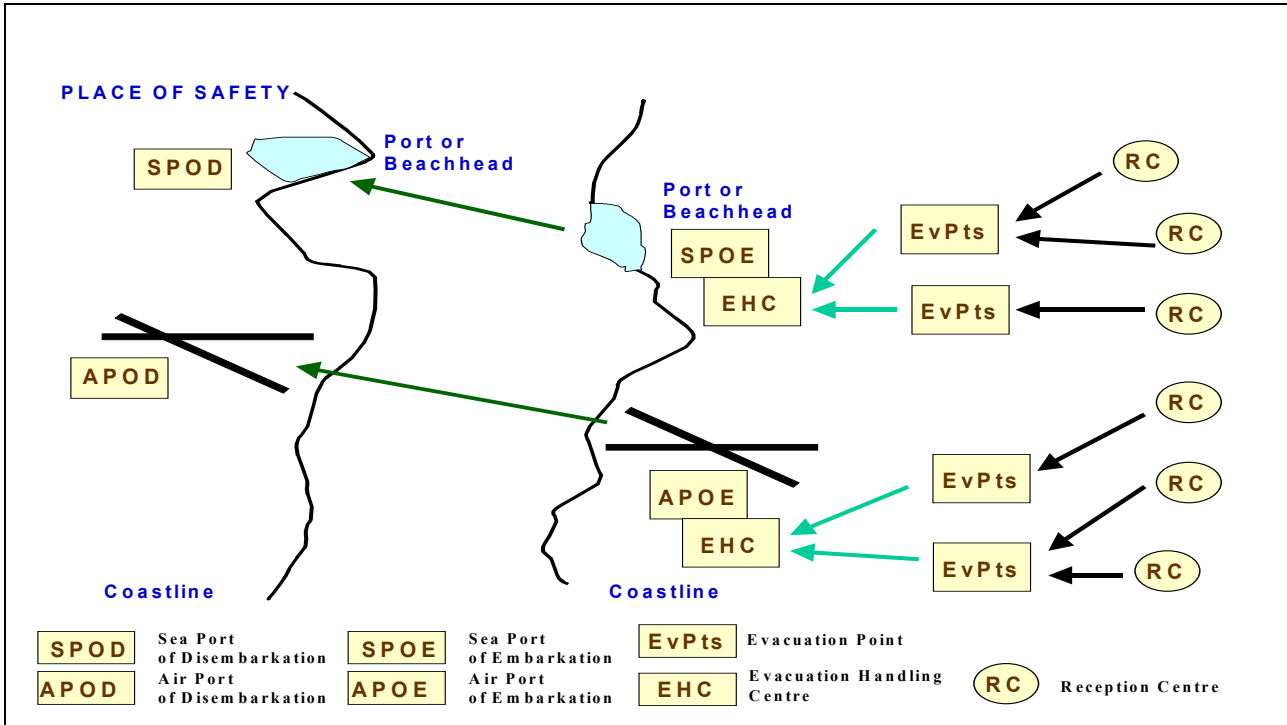 PLACE OF SAFETY
Port or
Beachhead
SPOD
RC
Port or
Beachhead
EvPts
RC
SPOE
EHC
EvPts
RC
APOD
RC
APOE
EvPts
RC
EHC
EvPts
RC
Coastline
Coastline
SPOD
Sea Port
of Disembarkation
SPOE
Sea Port
of Embarkation
EvPts
Evacuation Point
APOD
Air Port
of Disembarkation
APOE
Air Port
of Embarkation
EHC
Evacuation Handling
Centre
RC
Reception Centre